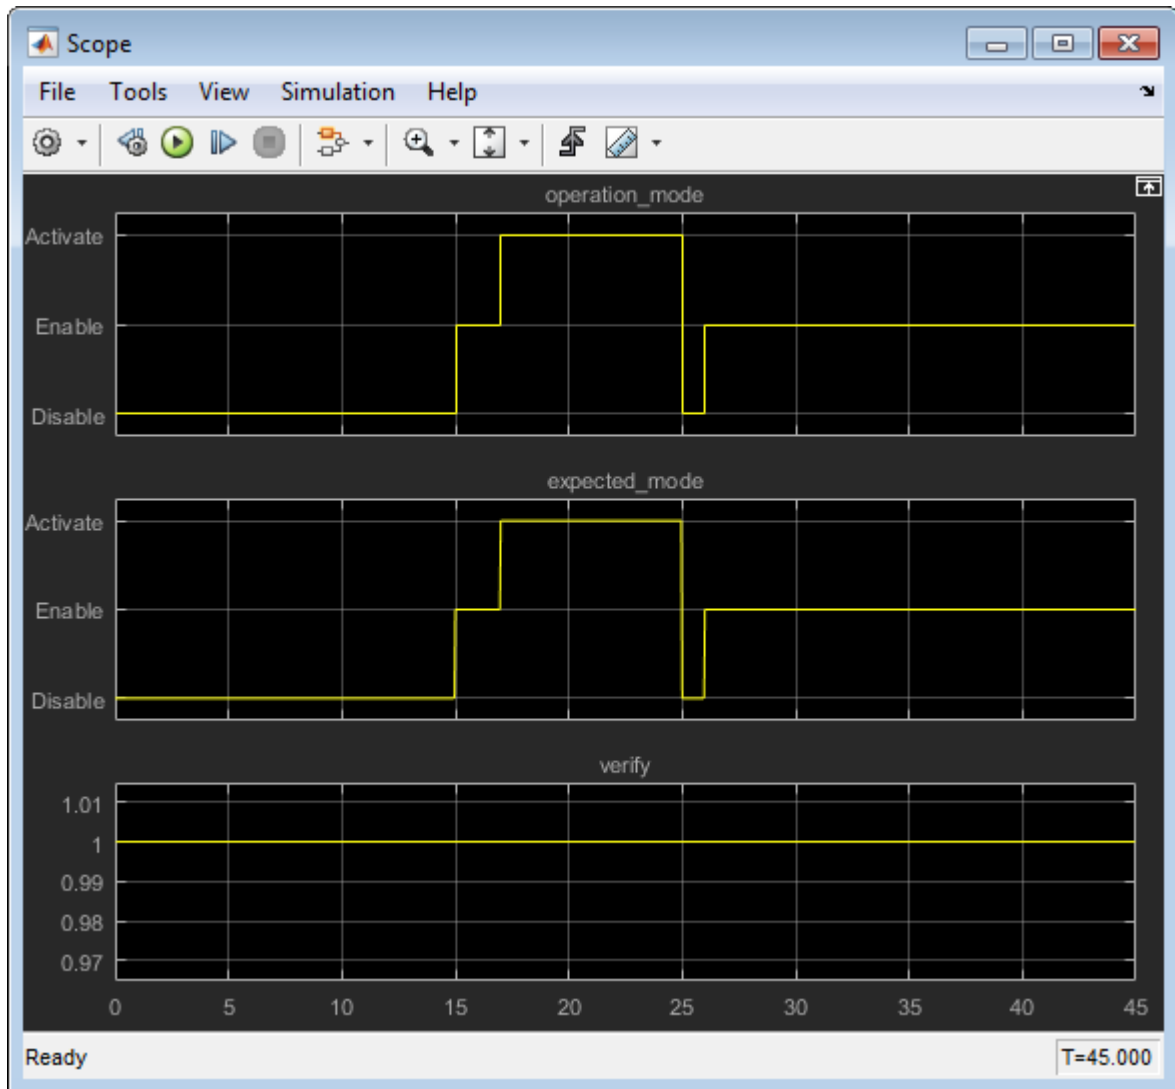 Scope
File Tools View Simulation Help
operation_mode
Activate
Enable
Disable
expected_mode
Activate
Enable
Disable
verify
1.01
1
0.99
0.98
0.97
0 5 10 15 20 25 30 35 40 45
Ready T=45.000